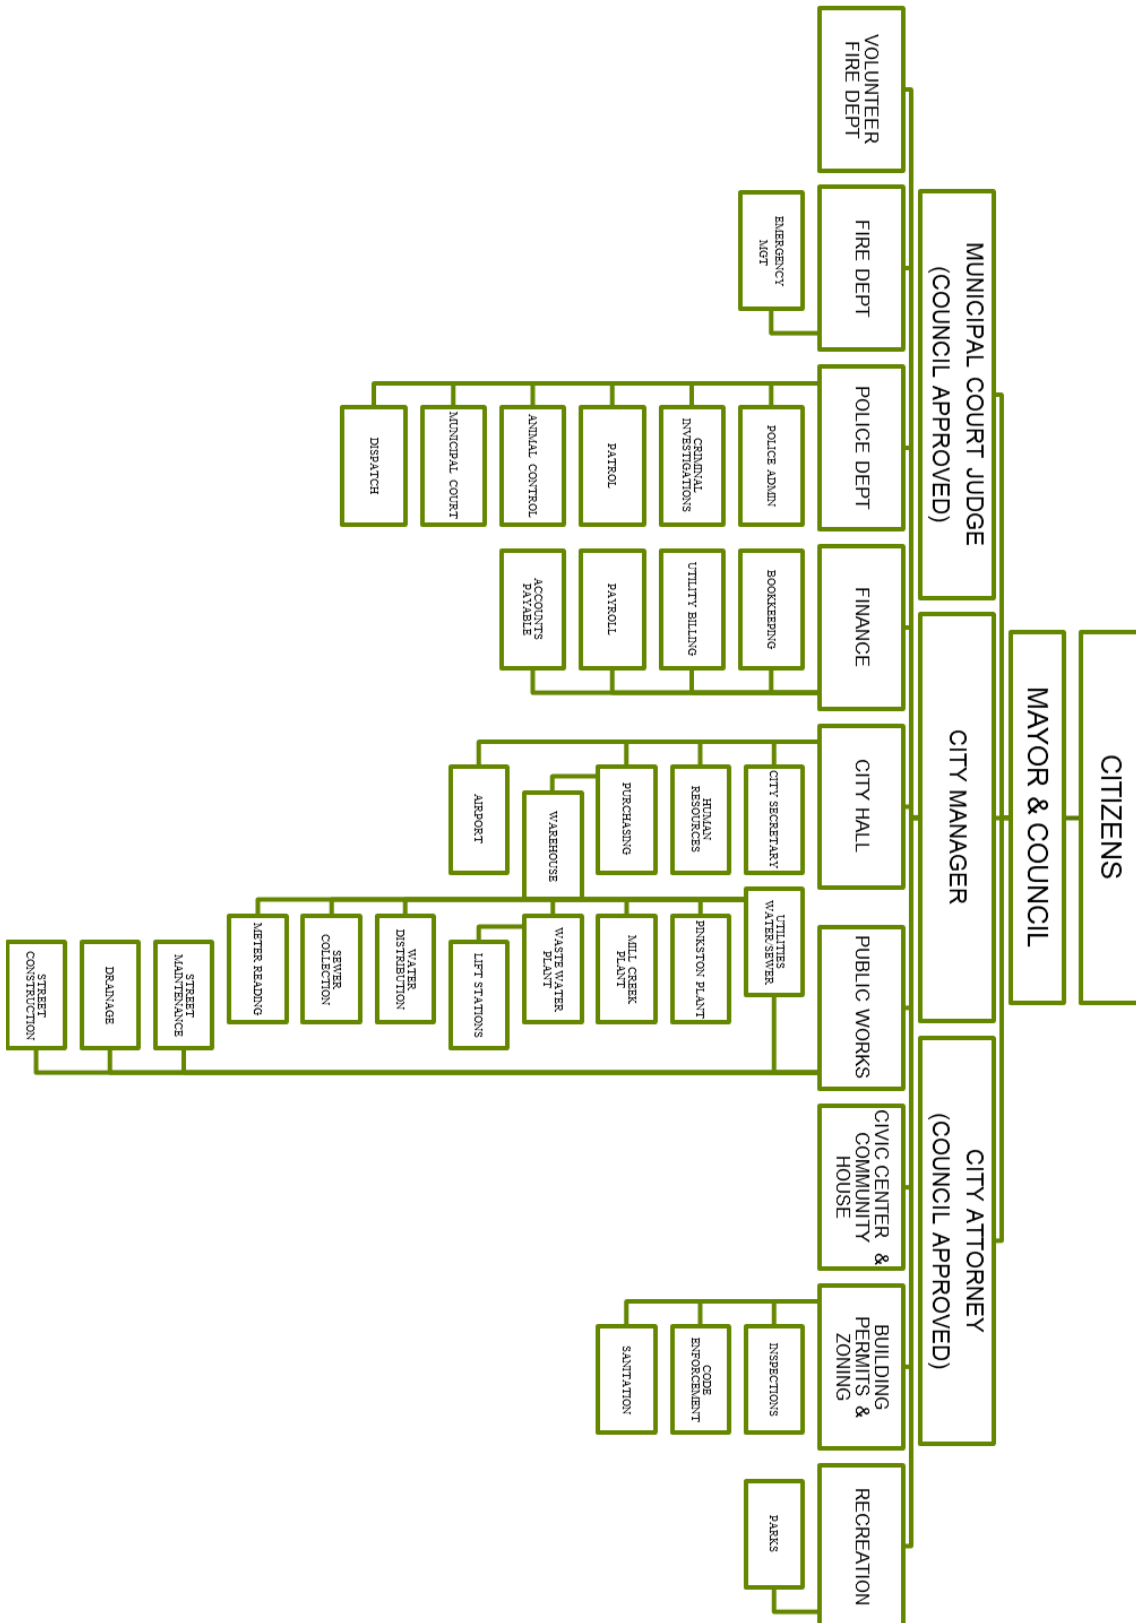 CITIZENS
MAYOR & COUNCIL
MUNICIPAL COURT JUDGE
(COUNCIL APPROVED)
CITY MANAGER
CITY ATTORNEY
(COUNCIL APPROVED)
VOLUNTEER
FIRE DEPT
FIRE DEPT
EMERGENCY
MGT
POLICE DEPT
POLICE ADMIN
CRIMINAL
INVESTIGATIONS
PATROL
ANIMAL CONTROL
MUNICIPAL COURT
DISPATCH
FINANCE
BOOKKEEPING
UTILITY BILLING
PAYROLL
ACCOUNTS
PAYABLE
CITY HALL
CITY SECRETARY
HUMAN
RESOURCES
PURCHASING
WAREHOUSE
AIRPORT
PUBLIC WORKS
UTILITIES
WATER/SEWER
PINKSTON PLANT
MILL CREEK
PLANT
WASTE WATER
PLANT
LIFT STATIONS
WATER
DISTRIBUTION
SEWER
COLLECTION
METER READING
STREET
MAINTENANCE
DRAINAGE
STREET
CONSTRUCTION
CIVIC CENTER &
COMMUNITY
HOUSE
BUILDING
PERMITS &
ZONING
INSPECTIONS
CODE
ENFORCEMENT
SANITATION
RECREATION
PARKS